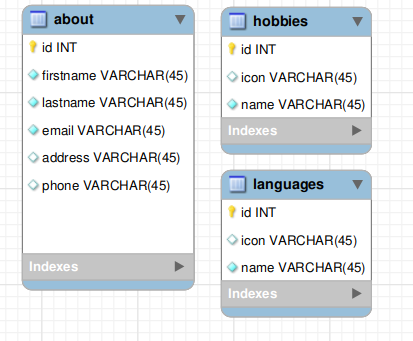 about
id INT
firstname VARCHAR(45)
lastname VARCHAR(45)
email VARCHAR(45)
address VARCHAR(45)
phone VARCHAR(45)
Indexes
hobbies
id INT
icon VARCHAR(45)
name VARCHAR(45)
Indexes
languages
id INT
icon VARCHAR(45)
name VARCHAR(45)
Indexes